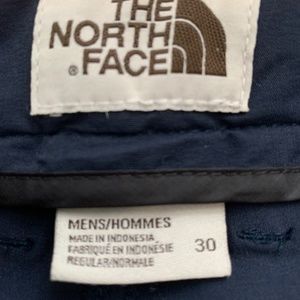 THE
NORTH
® FACE
MENS/HOMMES
MADE IN INDONESIA
FABRIQUÉ EN INDONÉSIE
REGULAR/NORMALE
30